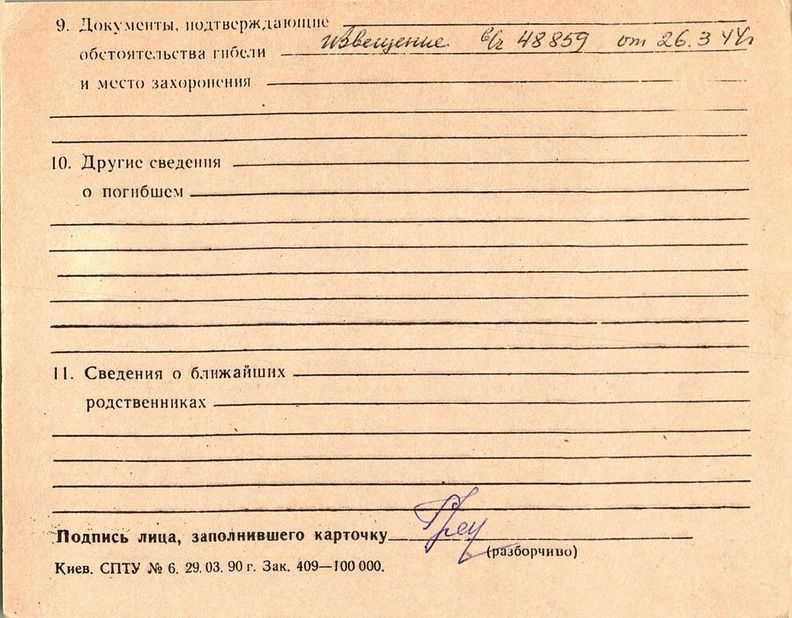 9. Документы, подтверждающие
обстоятельства гибели Извещение в/ч 48859 от 26.3 44г
и место захоронения
10. Другие сведения
о погибшем
11. Сведения о ближайших
родственниках
Подпись лица, заполнившего карточку
(разборчиво)
Киев. СПТУ № 6. 29. 03. 90 г. Зак. 409—100 000.